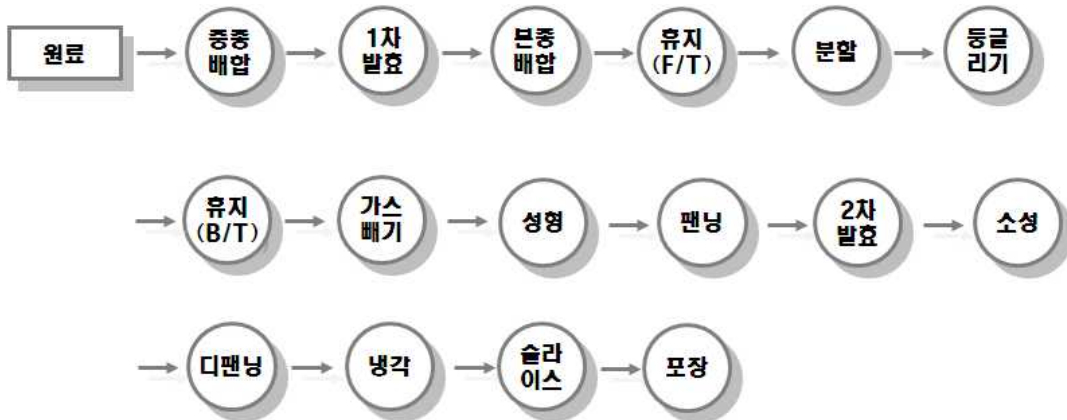 원료
중종
배합
1차
발효
본종
배합
휴지
(F/T)
분할
둥글
리기
휴지
(B/T)
가스
빼기
성형
팬닝
2차
발효
소성
디팬닝
냉각
슬라
이스
포장